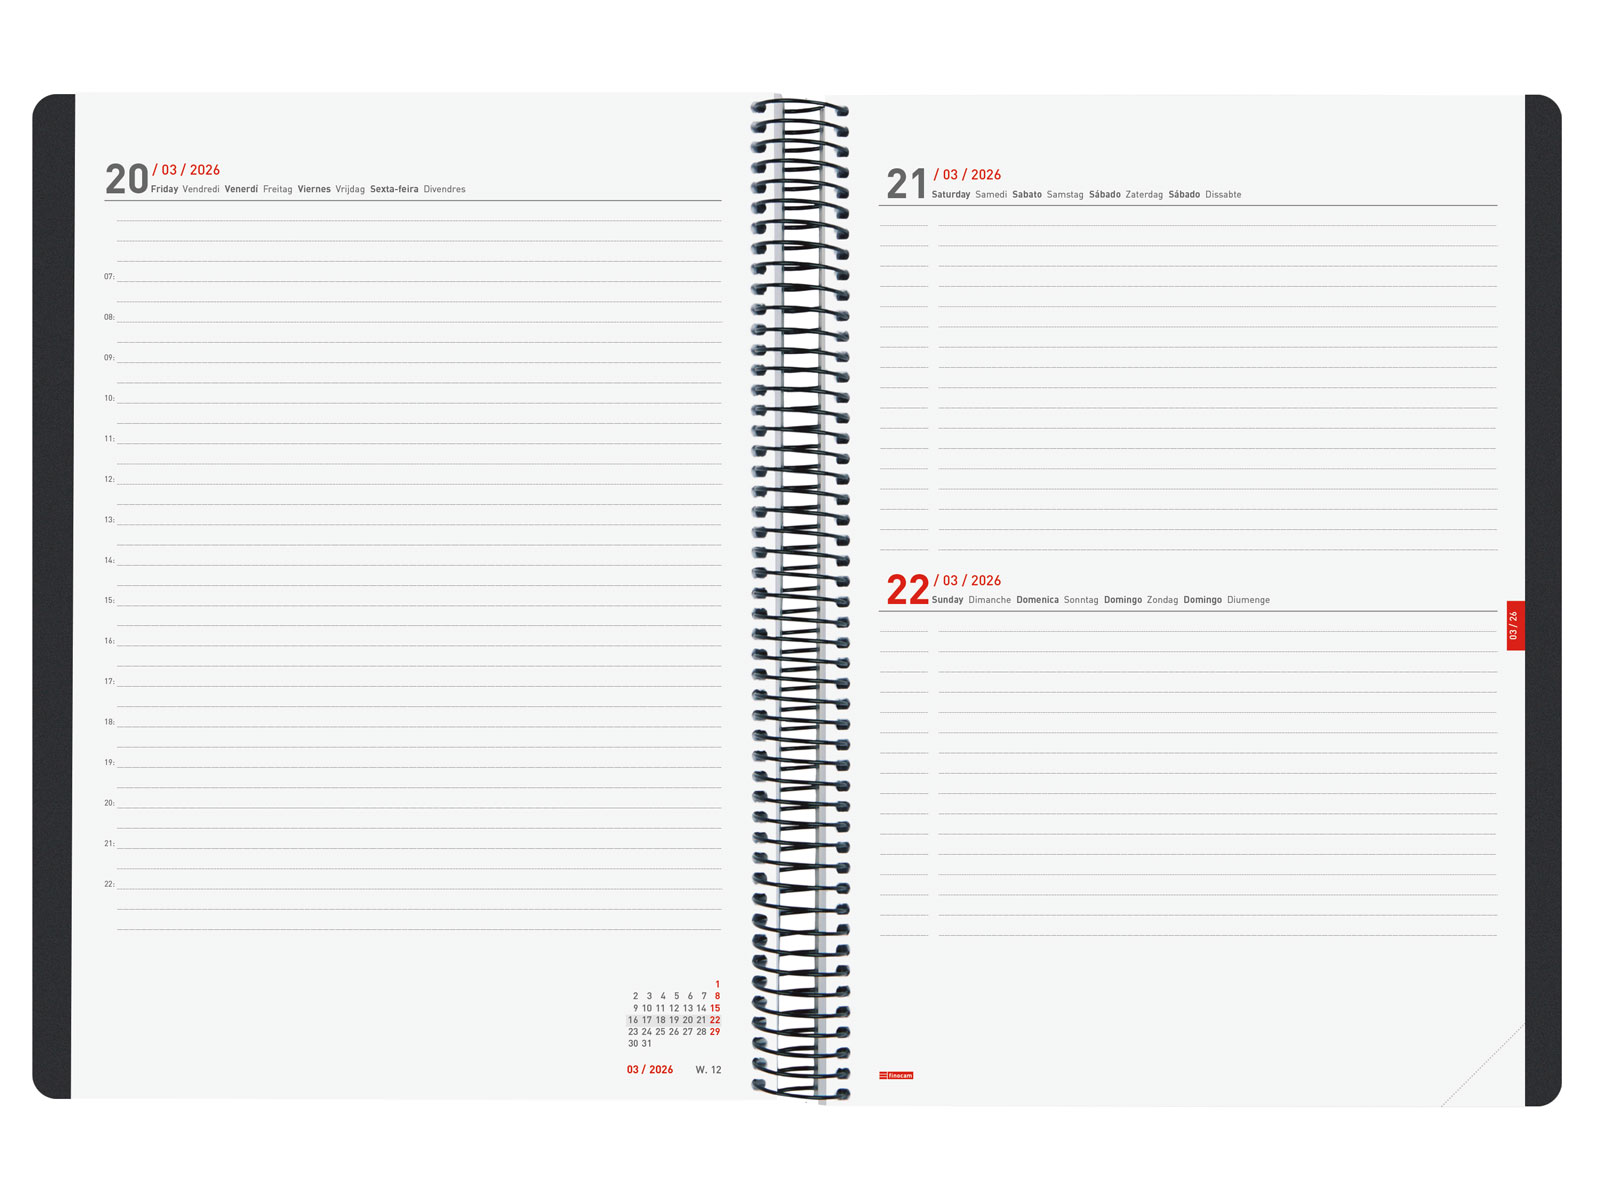 20 / 03 / 2026
Friday Vendredi Venerdí Freitag Viernes Vrijdag Sexta-feira Divendres
07:
08:
09:
10:
11:
12:
13:
14:
15:
16:
17:
18:
19:
20:
21:
22:
1
2 3 4 5 6 7 8
9 10 11 12 13 14 15
16 17 18 19 20 21 22
23 24 25 26 27 28 29
30 31
03 / 2026 W. 12
21 / 03 / 2026
Saturday Samedi Sabato Samstag Sábado Zaterdag Sábado Dissabte
22 / 03 / 2026
Sunday Dimanche Domenica Sonntag Domingo Zondag Domingo Diumenge
03 / 26
finocam